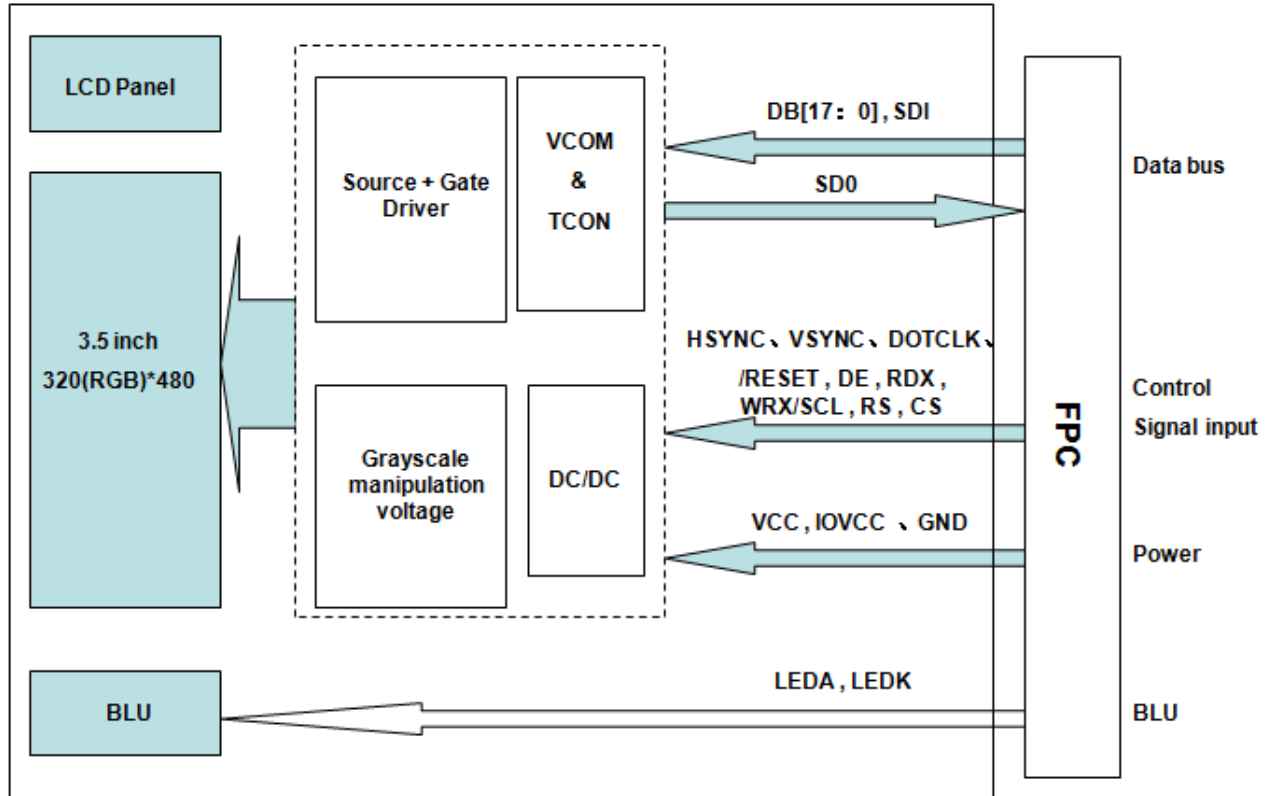 LCD Panel
3.5 inch
320(RGB)*480
BLU
Source + Gate
Driver
VCOM
&
TCON
Grayscale
manipulation
voltage
DC/DC
DB[17：0] , SDI
SD0
HSYNC、VSYNC、DOTCLK、
/RESET , DE , RDX ,
WRX/SCL , RS , CS
VCC , IOVCC 、GND
LEDA , LEDK
FPC
Data bus
Control
Signal input
Power
BLU